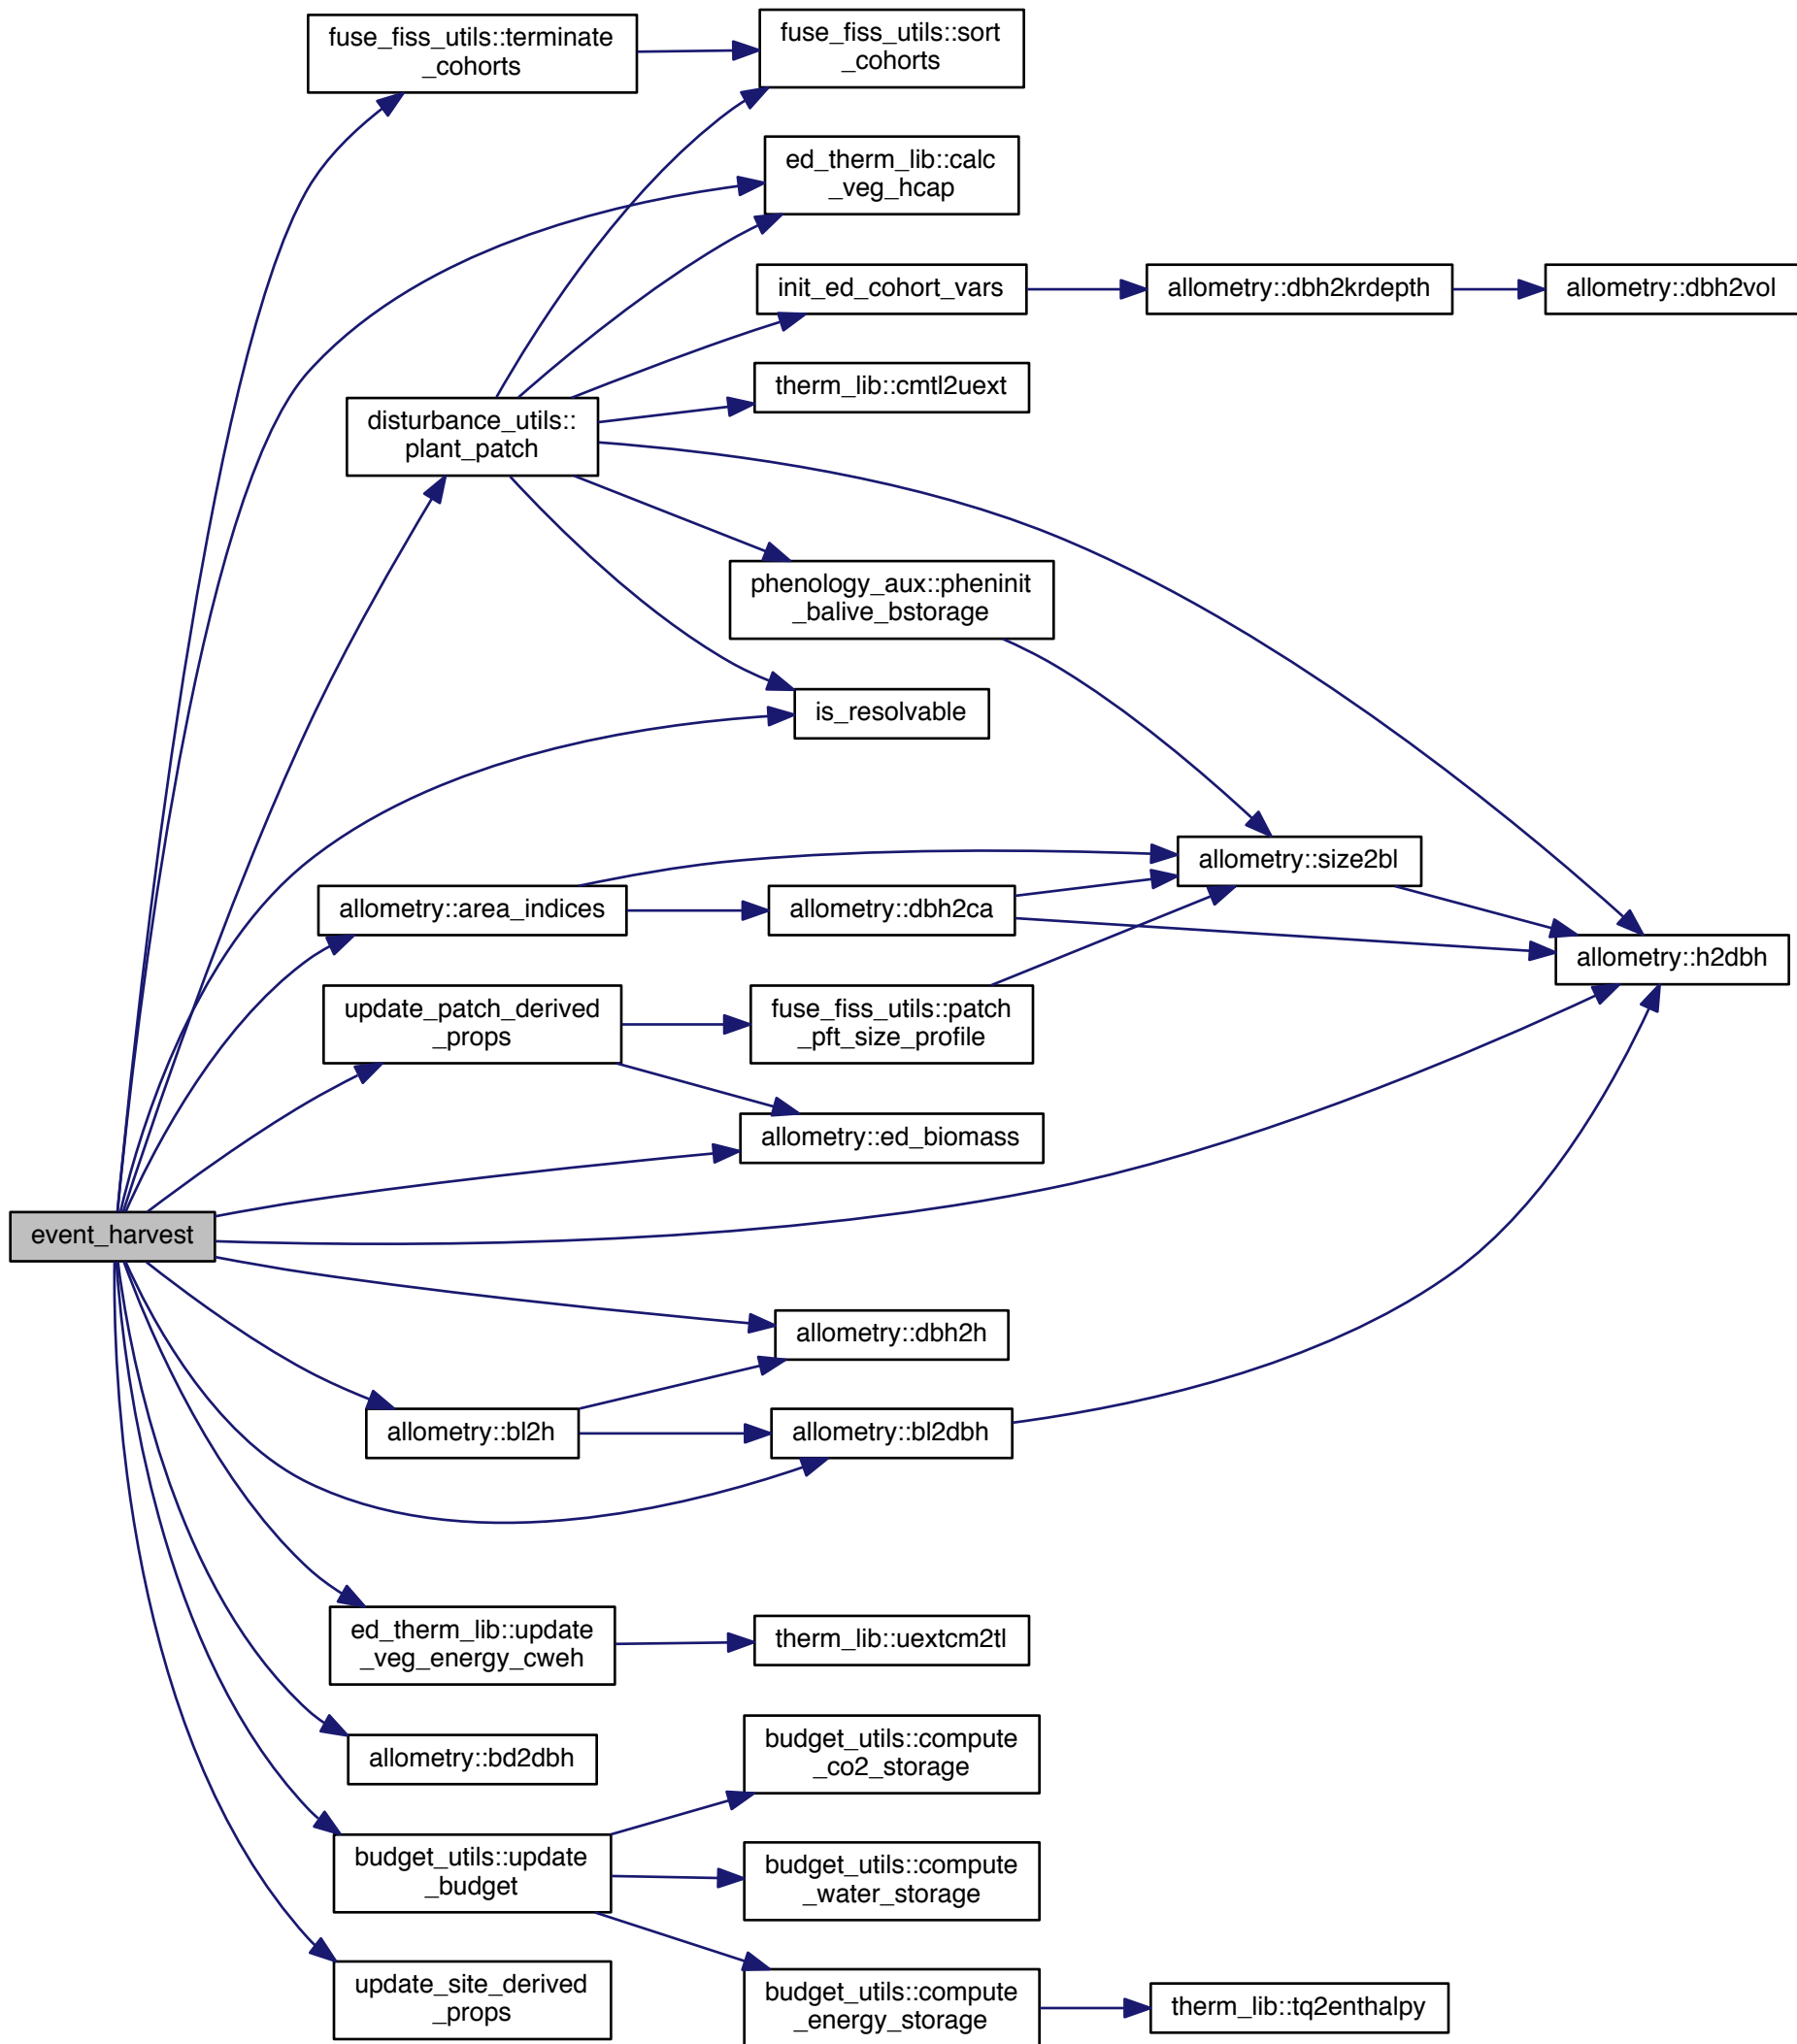 fuse_fiss_utils::terminate
_cohorts
fuse_fiss_utils::sort
_cohorts
ed_therm_lib::calc
_veg_hcap
init_ed_cohort_vars
allometry::dbh2krdepth
allometry::dbh2vol
therm_lib::cmtl2uext
disturbance_utils::
plant_patch
phenology_aux::pheninit
_balive_bstorage
is_resolvable
allometry::size2bl
allometry::area_indices
allometry::dbh2ca
allometry::h2dbh
update_patch_derived
_props
fuse_fiss_utils::patch
_pft_size_profile
allometry::ed_biomass
event_harvest
allometry::dbh2h
allometry::bl2h
allometry::bl2dbh
ed_therm_lib::update
_veg_energy_cweh
therm_lib::uextcm2tl
allometry::bd2dbh
budget_utils::compute
_co2_storage
budget_utils::update
_budget
budget_utils::compute
_water_storage
update_site_derived
_props
budget_utils::compute
_energy_storage
therm_lib::tq2enthalpy